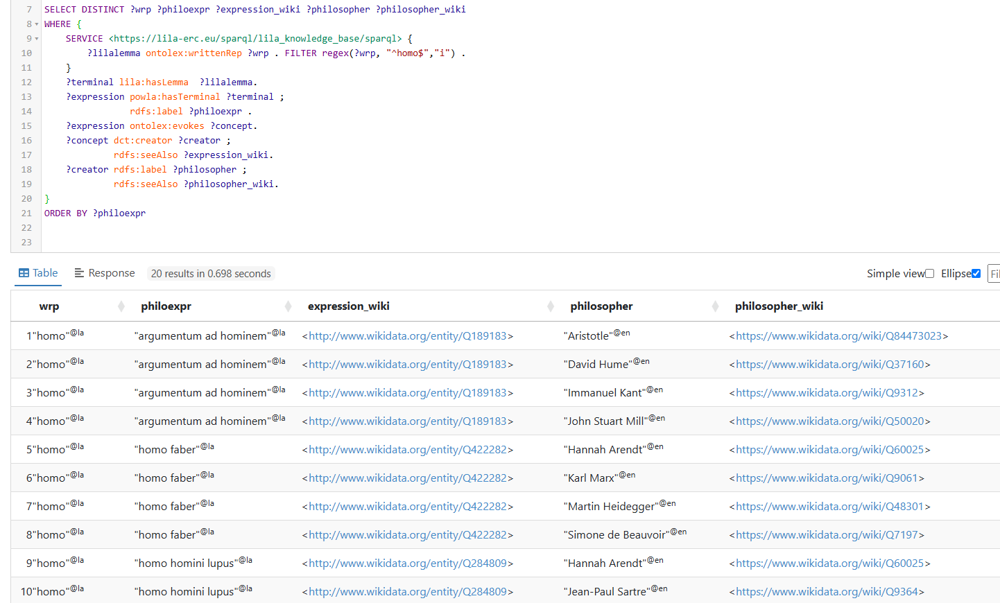 7 SELECT DISTINCT ?wrp ?philoexpr ?expression_wiki ?philosopher ?philosopher_wiki
8 WHERE {
9 SERVICE <https://lila-erc.eu/sparql/lila_knowledge_base/sparql> {
10 ?lilalemma ontolex:writtenRep ?wrp . FILTER regex(?wrp, "^homo$","i") .
11 }
12 ?terminal lila:hasLemma ?lilalemma.
13 ?expression powla:hasTerminal ?terminal ;
14 rdfs:label ?philoexpr .
15 ?expression ontolex:evokes ?concept.
16 ?concept dct:creator ?creator ;
17 rdfs:seeAlso ?expression_wiki.
18 ?creator rdfs:label ?philosopher ;
19 rdfs:seeAlso ?philosopher_wiki.
20 }
21 ORDER BY ?philoexpr
22
23
Table Response 20 results in 0.698 seconds Simple view Ellipse Fil
wrp philoexpr expression_wiki philosopher philosopher_wiki
1 "homo"@la "argumentum ad hominem"@la <http://www.wikidata.org/entity/Q189183> "Aristotle"@en <https://www.wikidata.org/wiki/Q84473023>
2 "homo"@la "argumentum ad hominem"@la <http://www.wikidata.org/entity/Q189183> "David Hume"@en <https://www.wikidata.org/wiki/Q37160>
3 "homo"@la "argumentum ad hominem"@la <http://www.wikidata.org/entity/Q189183> "Immanuel Kant"@en <https://www.wikidata.org/wiki/Q9312>
4 "homo"@la "argumentum ad hominem"@la <http://www.wikidata.org/entity/Q189183> "John Stuart Mill"@en <https://www.wikidata.org/wiki/Q50020>
5 "homo"@la "homo faber"@la <http://www.wikidata.org/entity/Q422282> "Hannah Arendt"@en <https://www.wikidata.org/wiki/Q60025>
6 "homo"@la "homo faber"@la <http://www.wikidata.org/entity/Q422282> "Karl Marx"@en <https://www.wikidata.org/wiki/Q9061>
7 "homo"@la "homo faber"@la <http://www.wikidata.org/entity/Q422282> "Martin Heidegger"@en <https://www.wikidata.org/wiki/Q48301>
8 "homo"@la "homo faber"@la <http://www.wikidata.org/entity/Q422282> "Simone de Beauvoir"@en <https://www.wikidata.org/wiki/Q7197>
9 "homo"@la "homo homini lupus"@la <http://www.wikidata.org/entity/Q284809> "Hannah Arendt"@en <https://www.wikidata.org/wiki/Q60025>
10 "homo"@la "homo homini lupus"@la <http://www.wikidata.org/entity/Q284809> "Jean-Paul Sartre"@en <https://www.wikidata.org/wiki/Q9364>